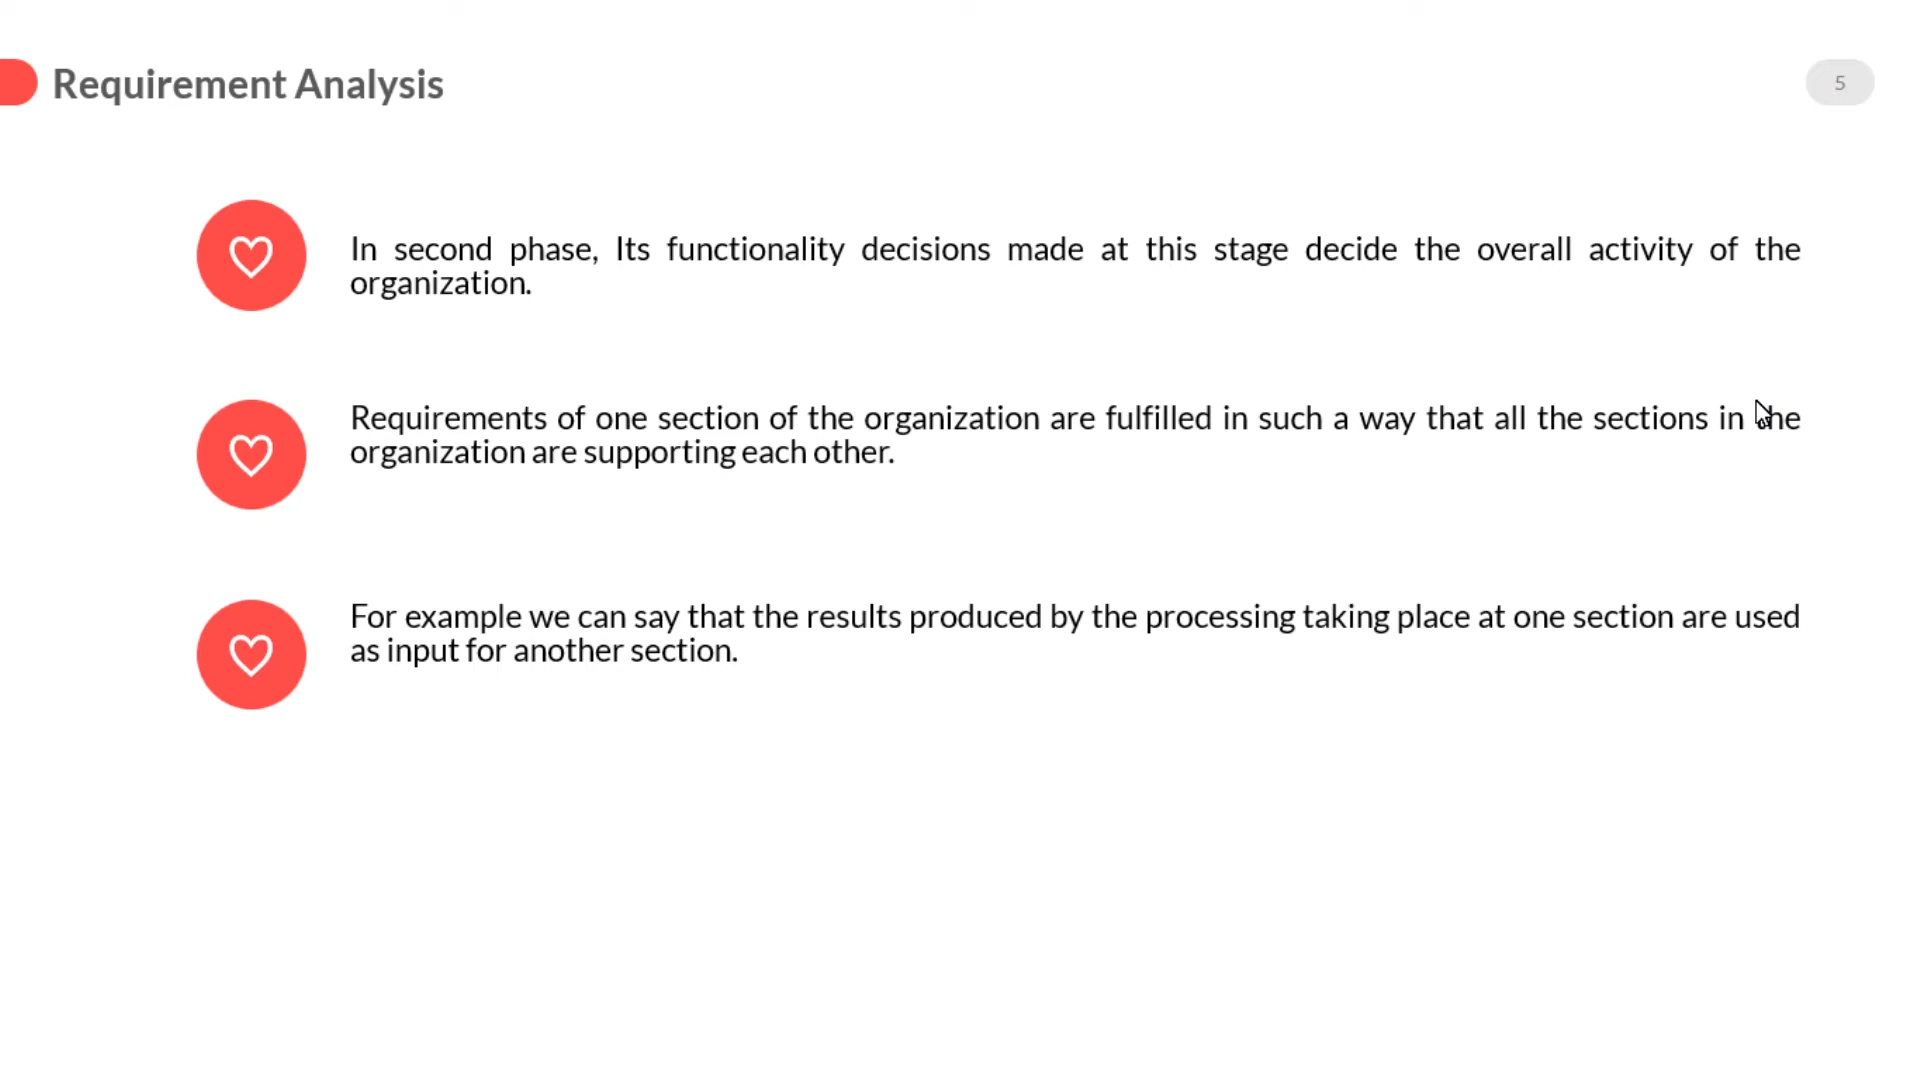 Requirement Analysis
5
In second phase, Its functionality decisions made at this stage decide the overall activity of the
organization.
Requirements of one section of the organization are fulfilled in such a way that all the sections in the
organization are supporting each other.
For example we can say that the results produced by the processing taking place at one section are used
as input for another section.